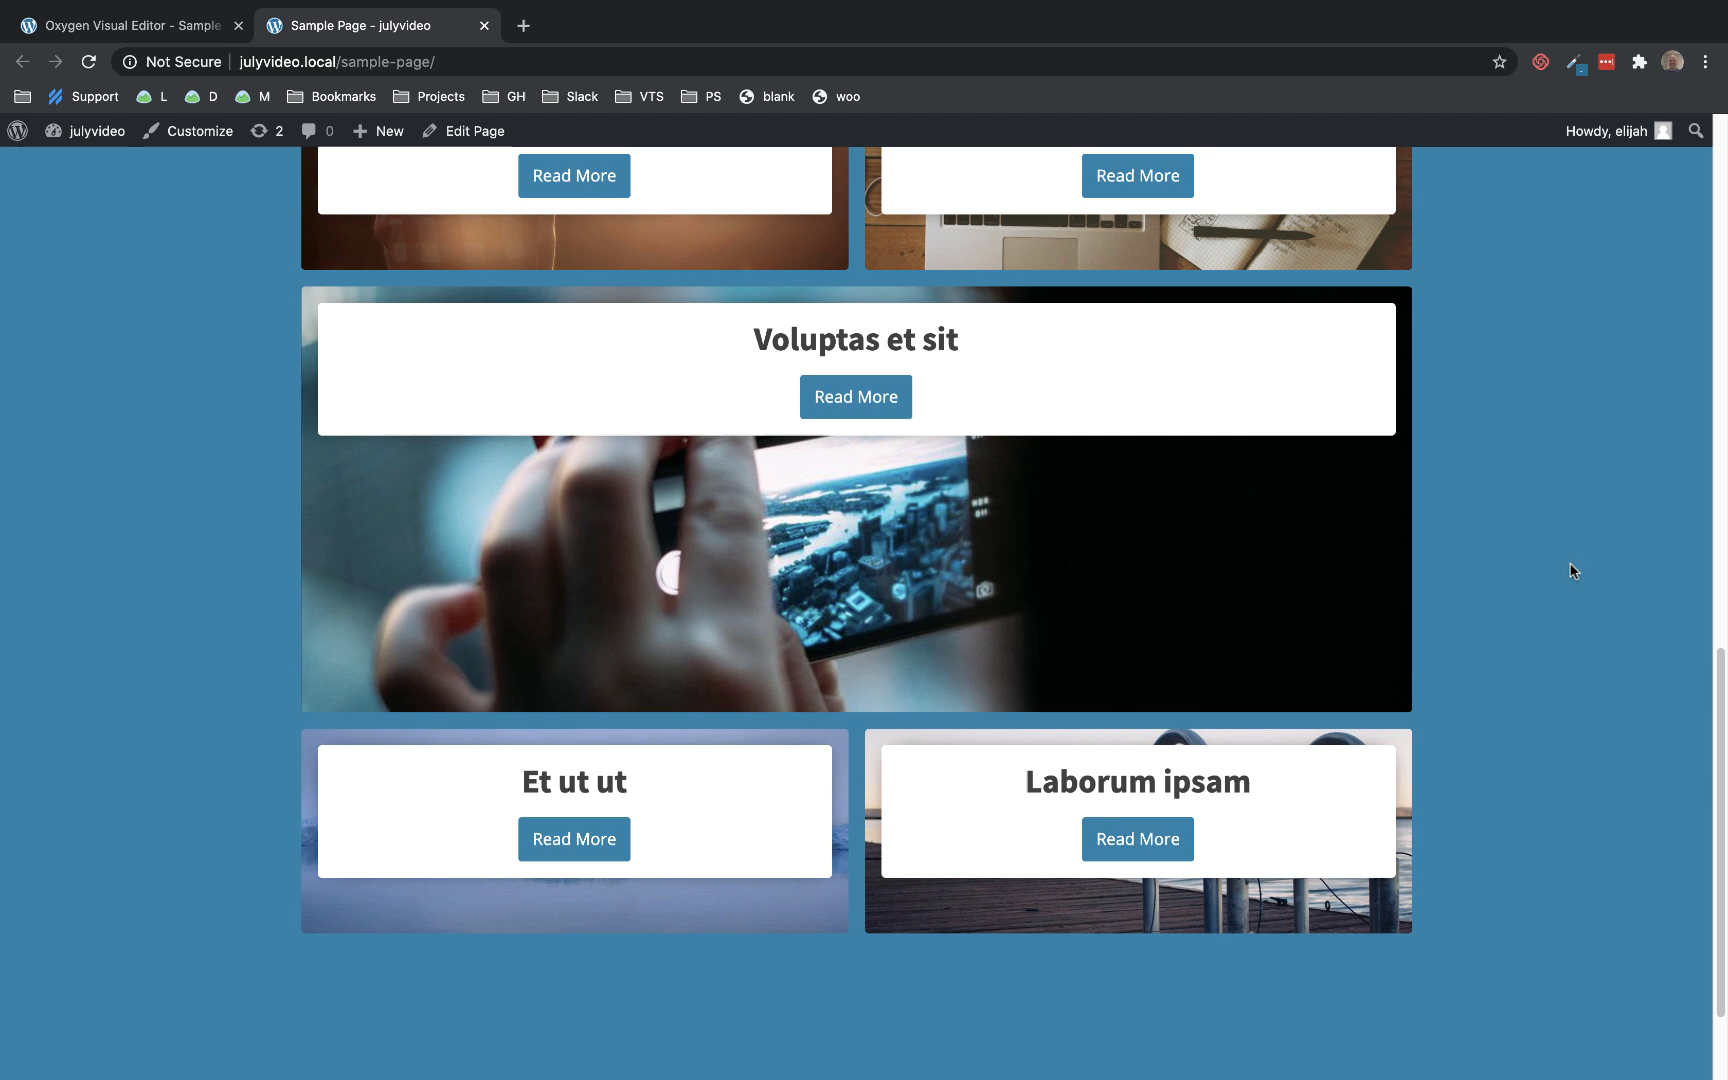 Oxygen Visual Editor - Sample
Sample Page - julyvideo
Not Secure julyvideo.local/sample-page/
Support L D M Bookmarks Projects GH Slack VTS PS blank woo
julyvideo Customize 2 0 New Edit Page Howdy, elijah
Read More Read More
Voluptas et sit
Read More
Et ut ut Laborum ipsam
Read More Read More